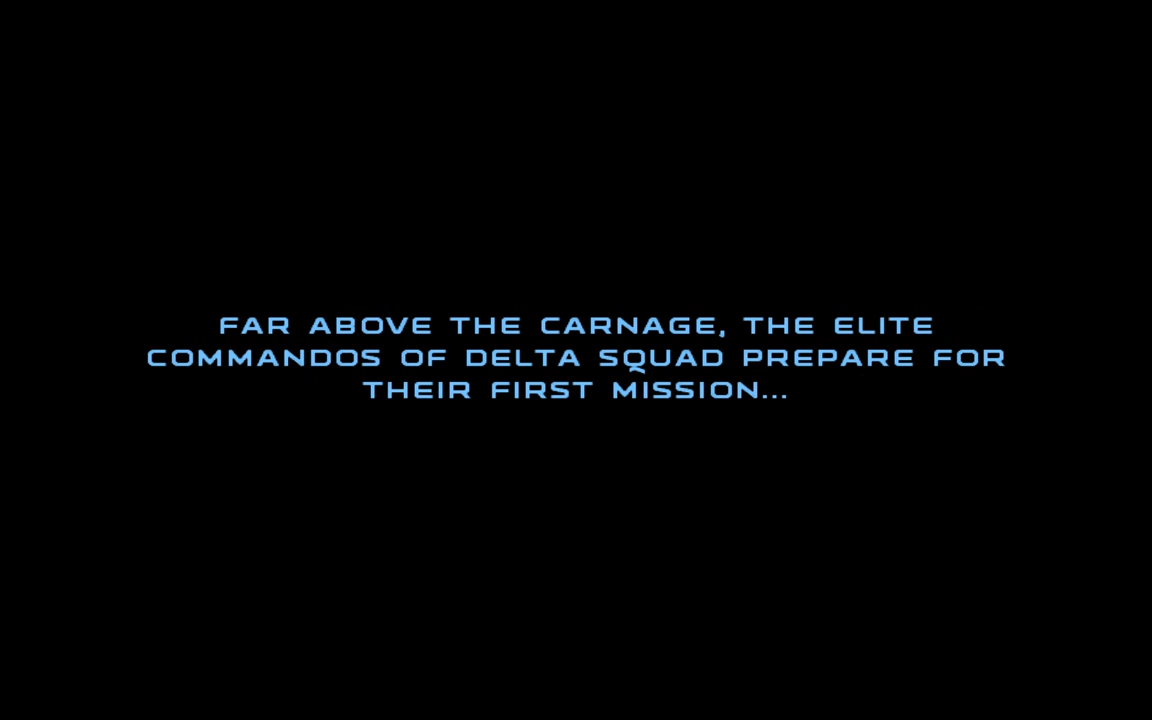 FAR ABOVE THE CARNAGE, THE ELITE
COMMANDOS OF DELTA SQUAD PREPARE FOR
THEIR FIRST MISSION...